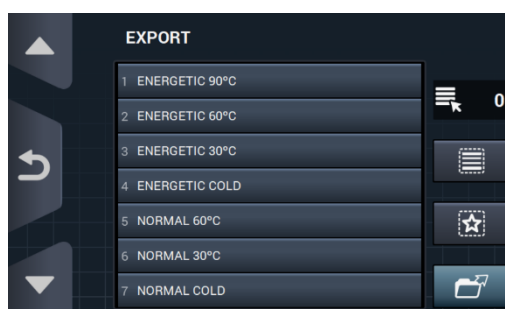 EXPORT
1 ENERGETIC 90ºC
2 ENERGETIC 60ºC
3 ENERGETIC 30ºC
4 ENERGETIC COLD
5 NORMAL 60ºC
6 NORMAL 30ºC
7 NORMAL COLD
0